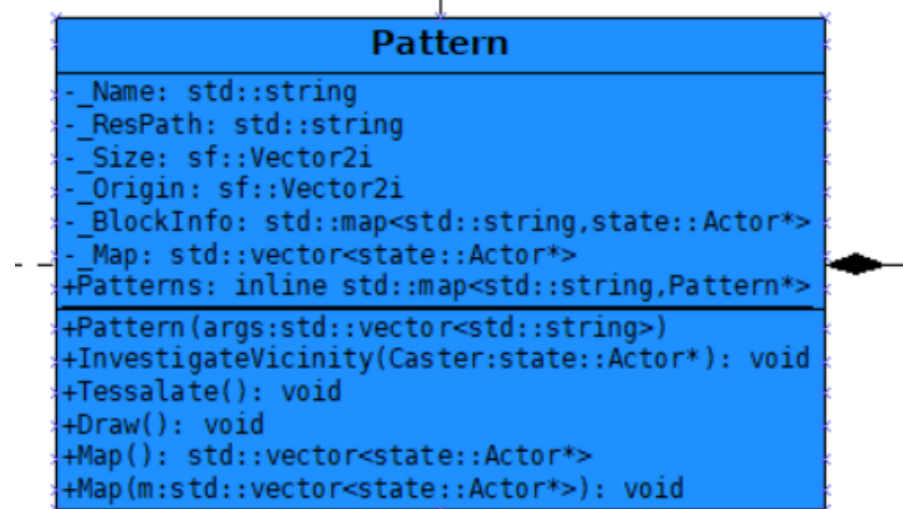 Pattern
-_Name: std::string
-_ResPath: std::string
-_Size: sf::Vector2i
-_Origin: sf::Vector2i
-_BlockInfo: std::map<std::string,state::Actor*>
-_Map: std::vector<state::Actor*>
+Patterns: inline std::map<std::string,Pattern*>
+Pattern(args:std::vector<std::string>)
+InvestigateVicinity(Caster:state::Actor*): void
+Tessalate(): void
+Draw(): void
+Map(): std::vector<state::Actor*>
+Map(m:std::vector<state::Actor*>): void